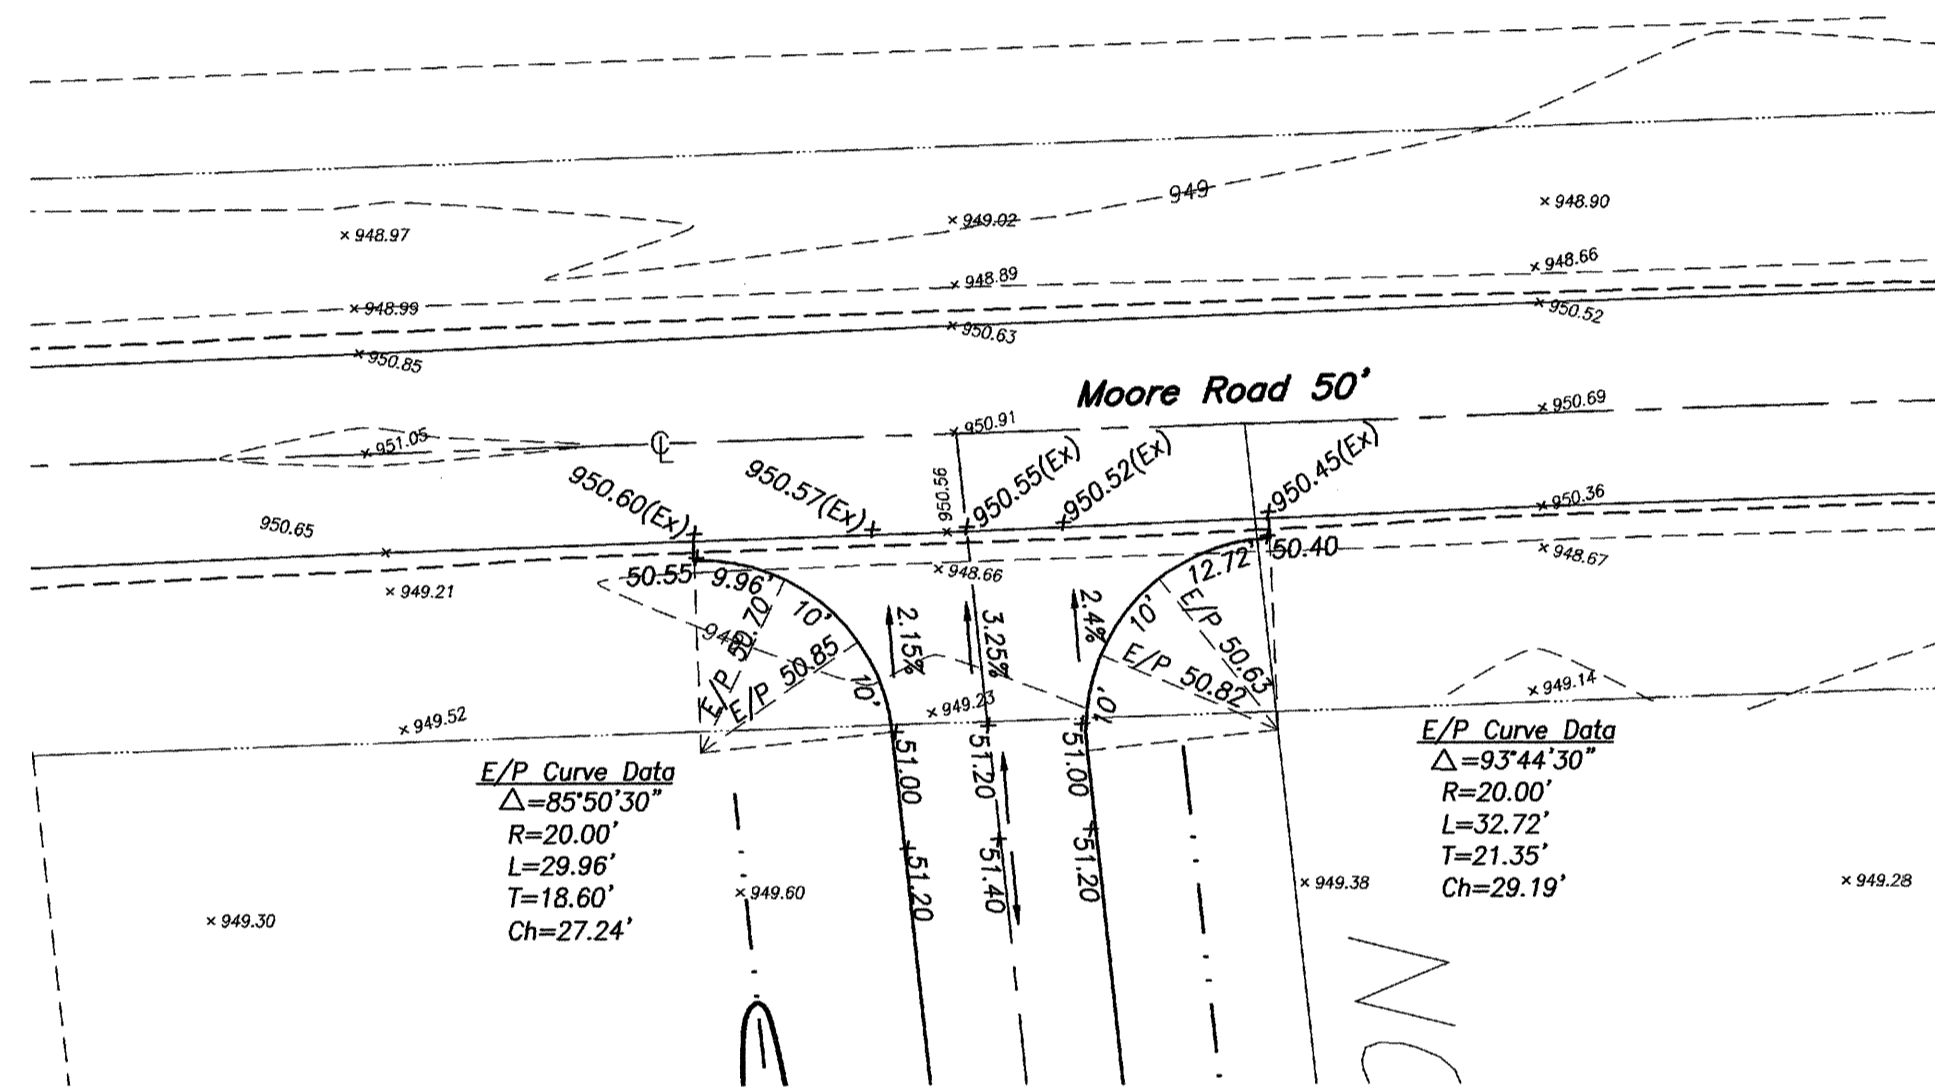 949
× 948.90
× 949.02
× 948.97
× 948.66
× 948.89
× 948.99
× 950.52
× 950.63
× 950.85
Moore Road 50'
× 950.69
× 950.91
× 951.05
℄
950.60(Ex)
950.57(Ex)
950.56
950.55(Ex)
950.52(Ex)
950.45(Ex)
× 950.36
950.65
50.55
9.96'
12.72'
50.40
× 948.67
× 948.66
× 949.21
10'
10'
2.15%
3.25%
2.4%
10'
10'
E/P 50.70
E/P 50.85
E/P 50.63
E/P 50.82
× 949.14
× 949.23
× 949.52
51.00
51.20
51.00
51.20
51.40
51.20
E/P Curve Data
Δ=85°50'30"
R=20.00'
L=29.96'
T=18.60'
Ch=27.24'
E/P Curve Data
Δ=93°44'30"
R=20.00'
L=32.72'
T=21.35'
Ch=29.19'
× 949.30
× 949.60
× 949.38
× 949.28